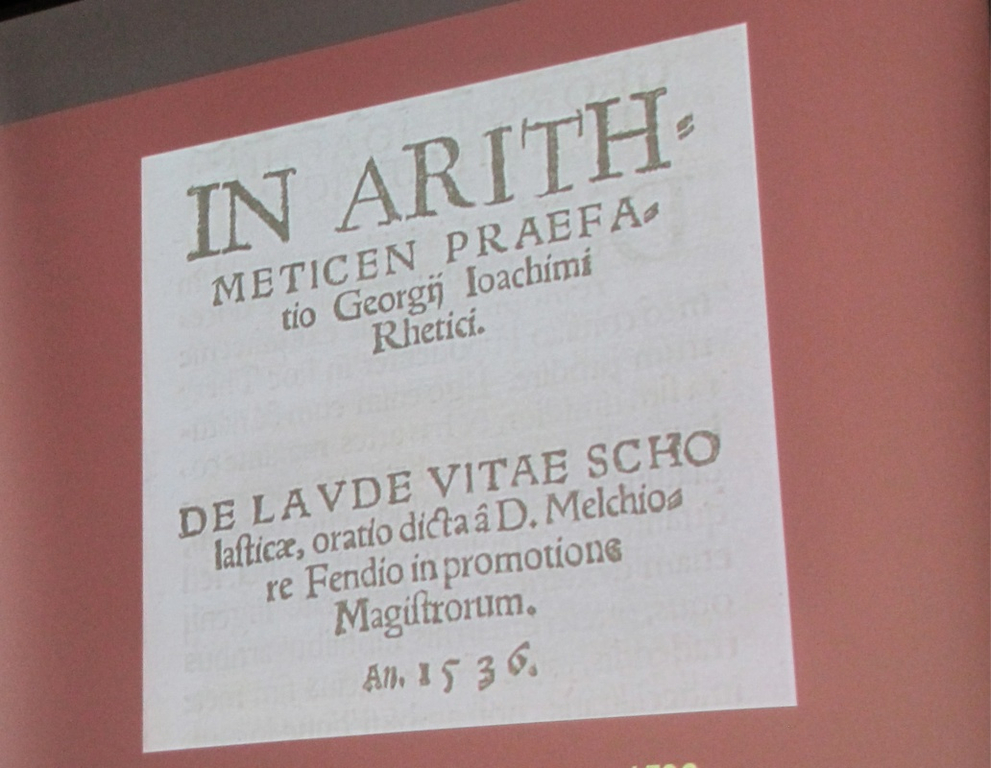 IN ARITH⸗
METICEN PRAEFA⸗
tio Georgij Ioachimi
Rhetici.
DE LAVDE VITAE SCHO
laſticæ, oratio dicta â D. Melchio⸗
re Fendio in promotione
Magiſtrorum.
An. 1536.